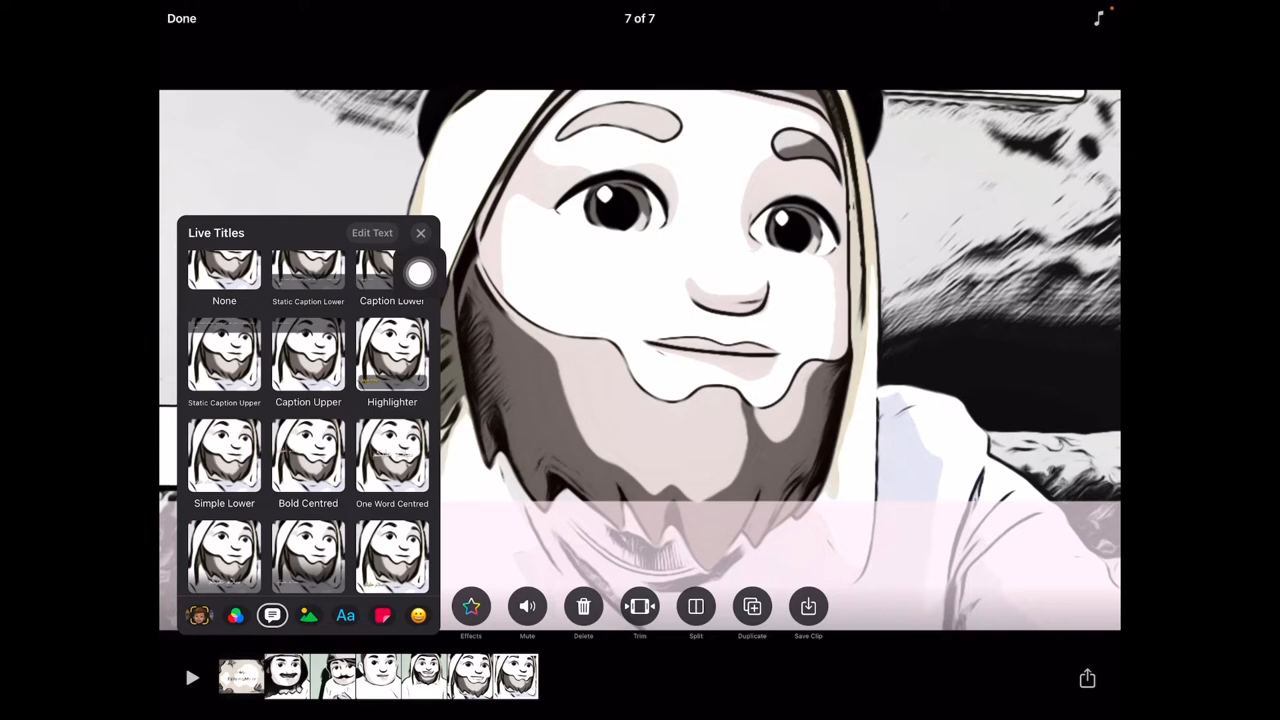 Done
7 of 7
Live Titles
Edit Text
None
Static Caption Lower
Caption Lower
Static Caption Upper
Caption Upper
Highlighter
Simple Lower
Bold Centred
One Word Centred
Aa
Effects
Mute
Delete
Trim
Split
Duplicate
Save Clip